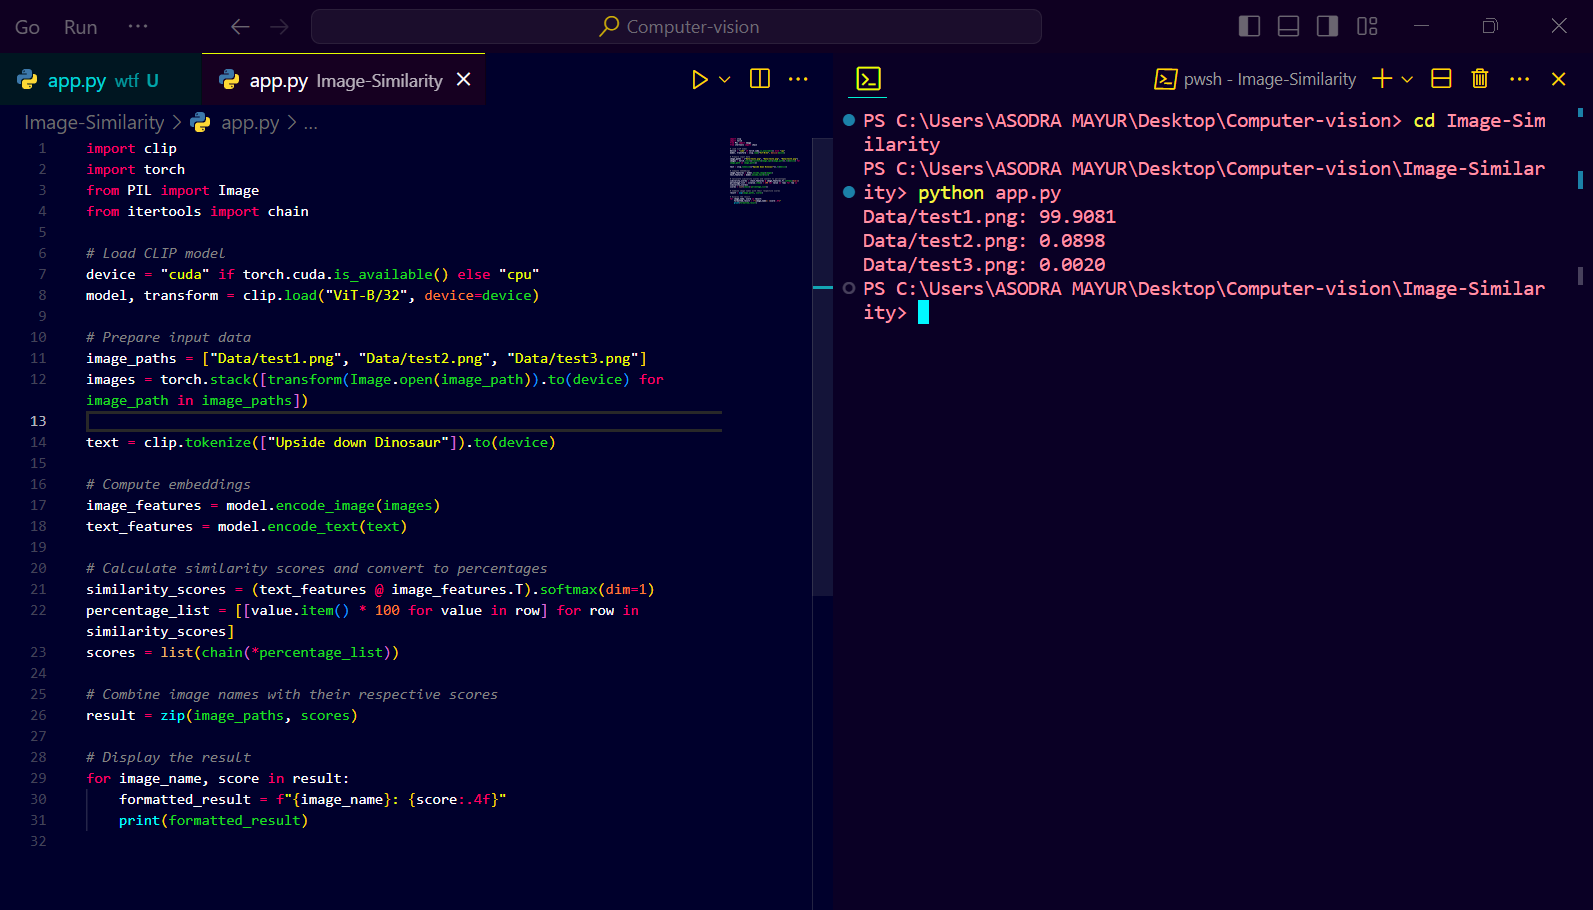 Go Run ···
Computer-vision
app.py wtf U
app.py Image-Similarity
pwsh - Image-Similarity
Image-Similarity > app.py > ...
1 import clip
2 import torch
3 from PIL import Image
4 from itertools import chain
5
6 # Load CLIP model
7 device = "cuda" if torch.cuda.is_available() else "cpu"
8 model, transform = clip.load("ViT-B/32", device=device)
9
10 # Prepare input data
11 image_paths = ["Data/test1.png", "Data/test2.png", "Data/test3.png"]
12 images = torch.stack([transform(Image.open(image_path)).to(device) for
image_path in image_paths])
13
14 text = clip.tokenize(["Upside down Dinosaur"]).to(device)
15
16 # Compute embeddings
17 image_features = model.encode_image(images)
18 text_features = model.encode_text(text)
19
20 # Calculate similarity scores and convert to percentages
21 similarity_scores = (text_features @ image_features.T).softmax(dim=1)
22 percentage_list = [[value.item() * 100 for value in row] for row in
similarity_scores]
23 scores = list(chain(*percentage_list))
24
25 # Combine image names with their respective scores
26 result = zip(image_paths, scores)
27
28 # Display the result
29 for image_name, score in result:
30     formatted_result = f"{image_name}: {score:.4f}"
31     print(formatted_result)
32
PS C:\Users\ASODRA MAYUR\Desktop\Computer-vision> cd Image-Sim
ilarity
PS C:\Users\ASODRA MAYUR\Desktop\Computer-vision\Image-Similar
ity> python app.py
Data/test1.png: 99.9081
Data/test2.png: 0.0898
Data/test3.png: 0.0020
PS C:\Users\ASODRA MAYUR\Desktop\Computer-vision\Image-Similar
ity>